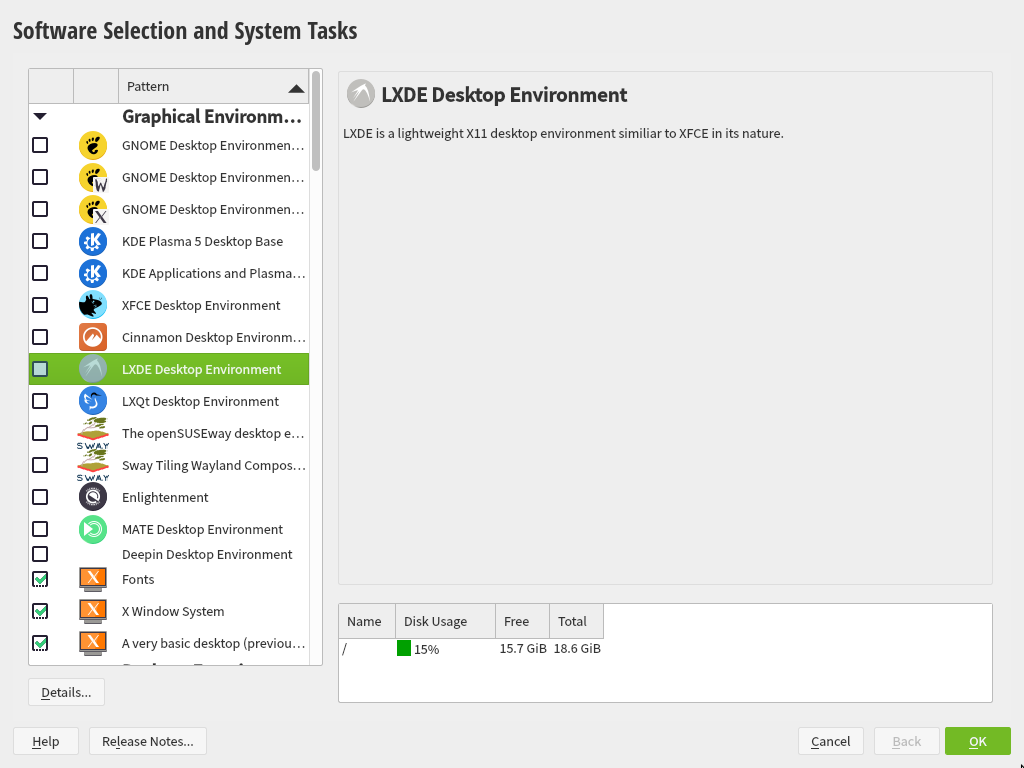 Software Selection and System Tasks
Pattern
Graphical Environm...
GNOME Desktop Environmen...
GNOME Desktop Environmen...
W
GNOME Desktop Environmen...
X
KDE Plasma 5 Desktop Base
KDE Applications and Plasma...
XFCE Desktop Environment
Cinnamon Desktop Environm...
LXDE Desktop Environment
LXQt Desktop Environment
The openSUSEway desktop e...
SWAY
Sway Tiling Wayland Compos...
SWAY
Enlightenment
MATE Desktop Environment
Deepin Desktop Environment
Fonts
X Window System
A very basic desktop (previou...
Details...
LXDE Desktop Environment
LXDE is a lightweight X11 desktop environment similiar to XFCE in its nature.
Name Disk Usage Free Total
/ 15% 15.7 GiB 18.6 GiB
Help Release Notes... Cancel Back OK